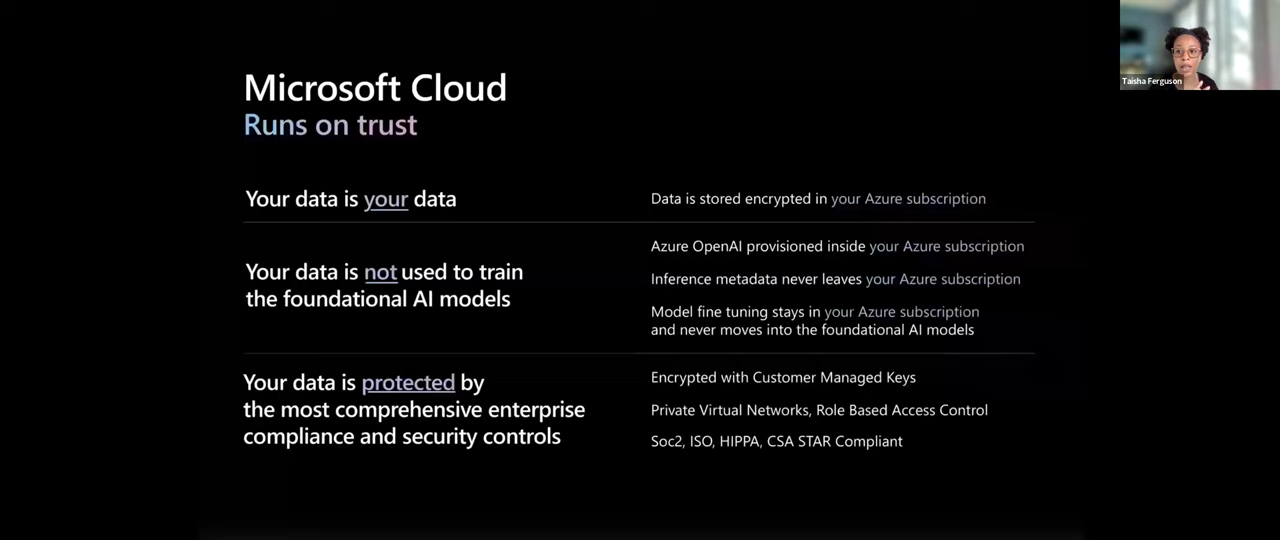 Microsoft Cloud
Runs on trust
Your data is your data
Data is stored encrypted in your Azure subscription
Your data is not used to train
the foundational AI models
Azure OpenAI provisioned inside your Azure subscription
Inference metadata never leaves your Azure subscription
Model fine tuning stays in your Azure subscription
and never moves into the foundational AI models
Your data is protected by
the most comprehensive enterprise
compliance and security controls
Encrypted with Customer Managed Keys
Private Virtual Networks, Role Based Access Control
Soc2, ISO, HIPPA, CSA STAR Compliant
Taisha Ferguson